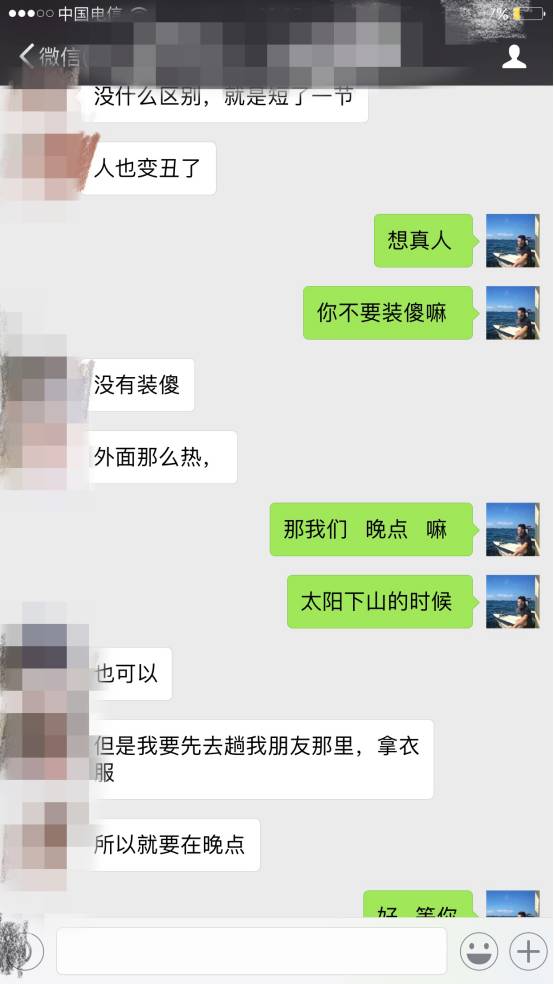 中国电信
7%
微信
没什么区别，就是短了一节
人也变丑了
想真人
你不要装傻嘛
没有装傻
外面那么热，
那我们 晚点 嘛
太阳下山的时候
也可以
但是我要先去趟我朋友那里，拿衣
服
所以就要在晚点
好 等你